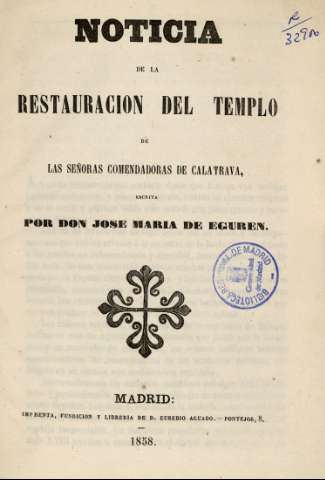 R/
32900
NOTICIA
DE LA
RESTAURACION DEL TEMPLO
DE
LAS SEÑORAS COMENDADORAS DE CALATRAVA,
ESCRITA
POR DON JOSE MARIA DE EGUREN.
MADRID:
IMPRENTA, FUNDICION Y LIBRERIA DE D. EUSEBIO AGUADO.—PONTEJOS, 8.
1858.